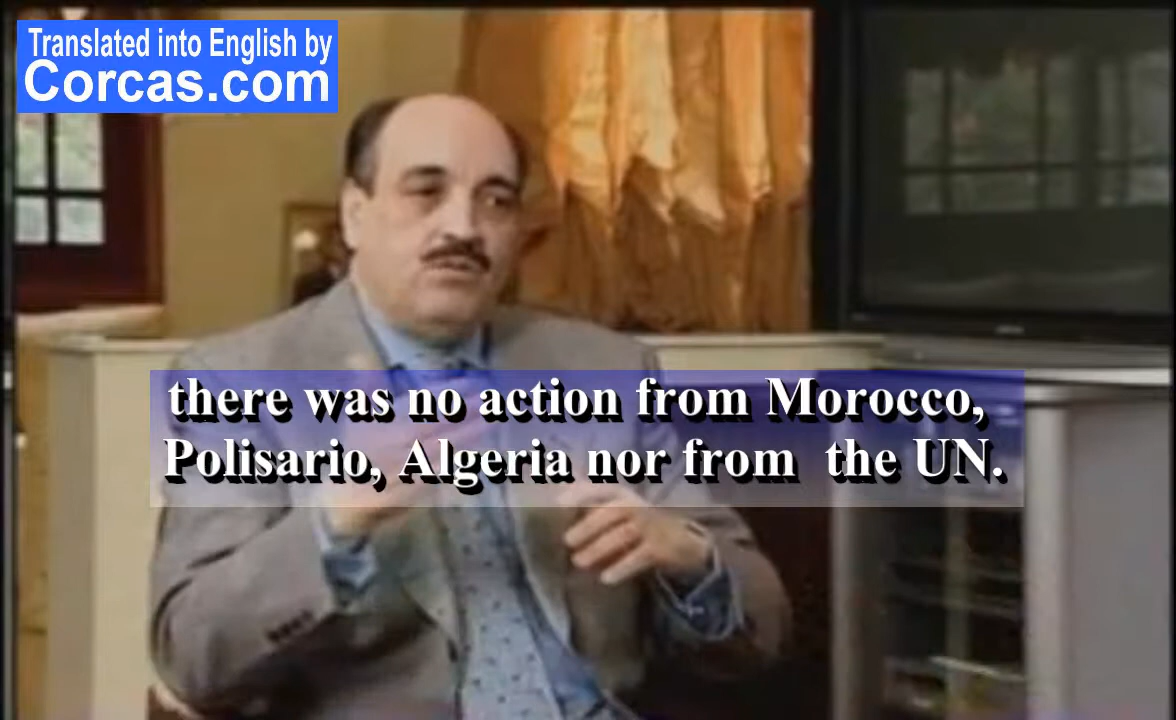 Translated into English by
Corcas.com
there was no action from Morocco,
Polisario, Algeria nor from the UN.